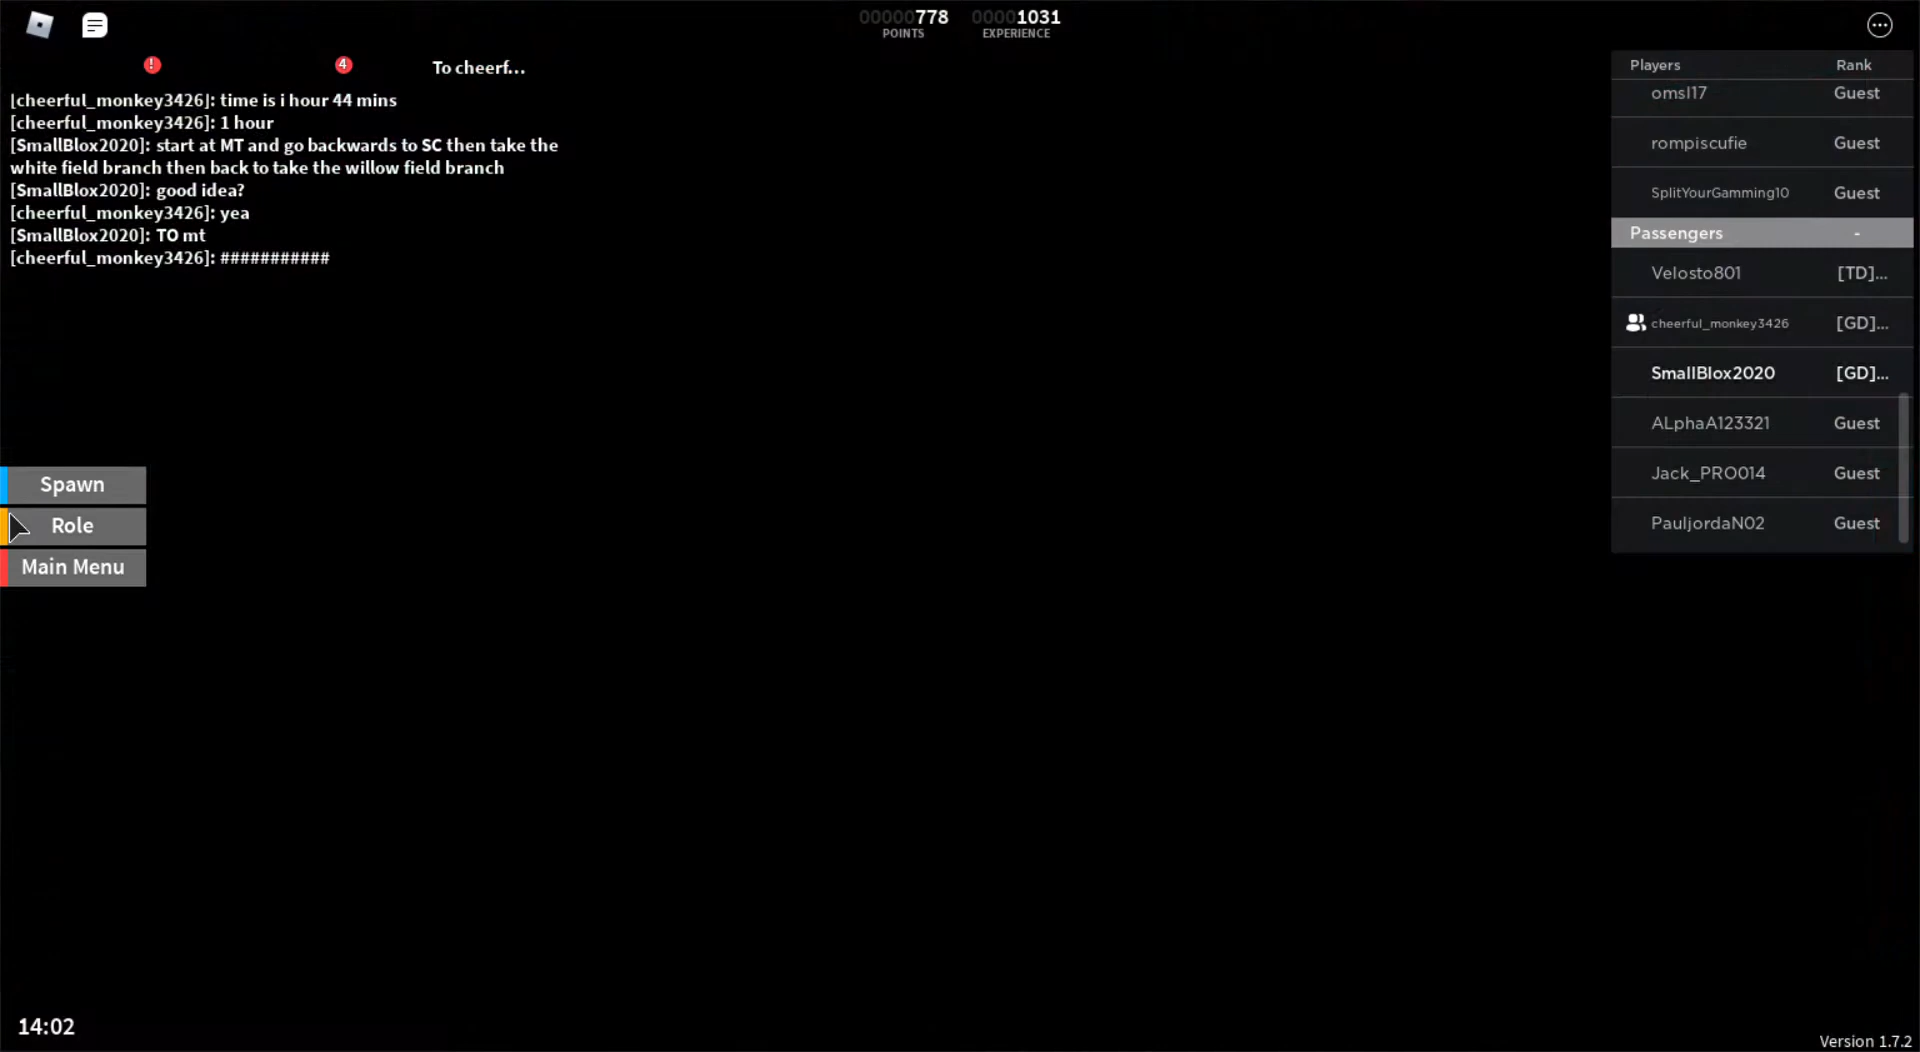 00000778
POINTS
00001031
EXPERIENCE
!
4
To cheerf...
[cheerful_monkey3426]: time is i hour 44 mins
[cheerful_monkey3426]: 1 hour
[SmallBlox2020]: start at MT and go backwards to SC then take the
white field branch then back to take the willow field branch
[SmallBlox2020]: good idea?
[cheerful_monkey3426]: yea
[SmallBlox2020]: TO mt
[cheerful_monkey3426]: ###########
Spawn
Role
Main Menu
Players Rank
omsl17 Guest
rompiscufie Guest
SplitYourGamming10 Guest
Passengers -
Velosto801 [TD]...
cheerful_monkey3426 [GD]...
SmallBlox2020 [GD]...
ALphaA123321 Guest
Jack_PRO014 Guest
PauljordaN02 Guest
14:02
Version 1.7.2